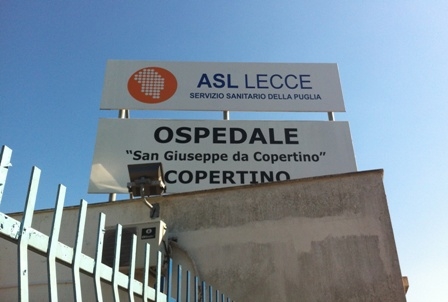 ASL LECCE
SERVIZIO SANITARIO DELLA PUGLIA
OSPEDALE
"San Giuseppe da Copertino"
COPERTINO